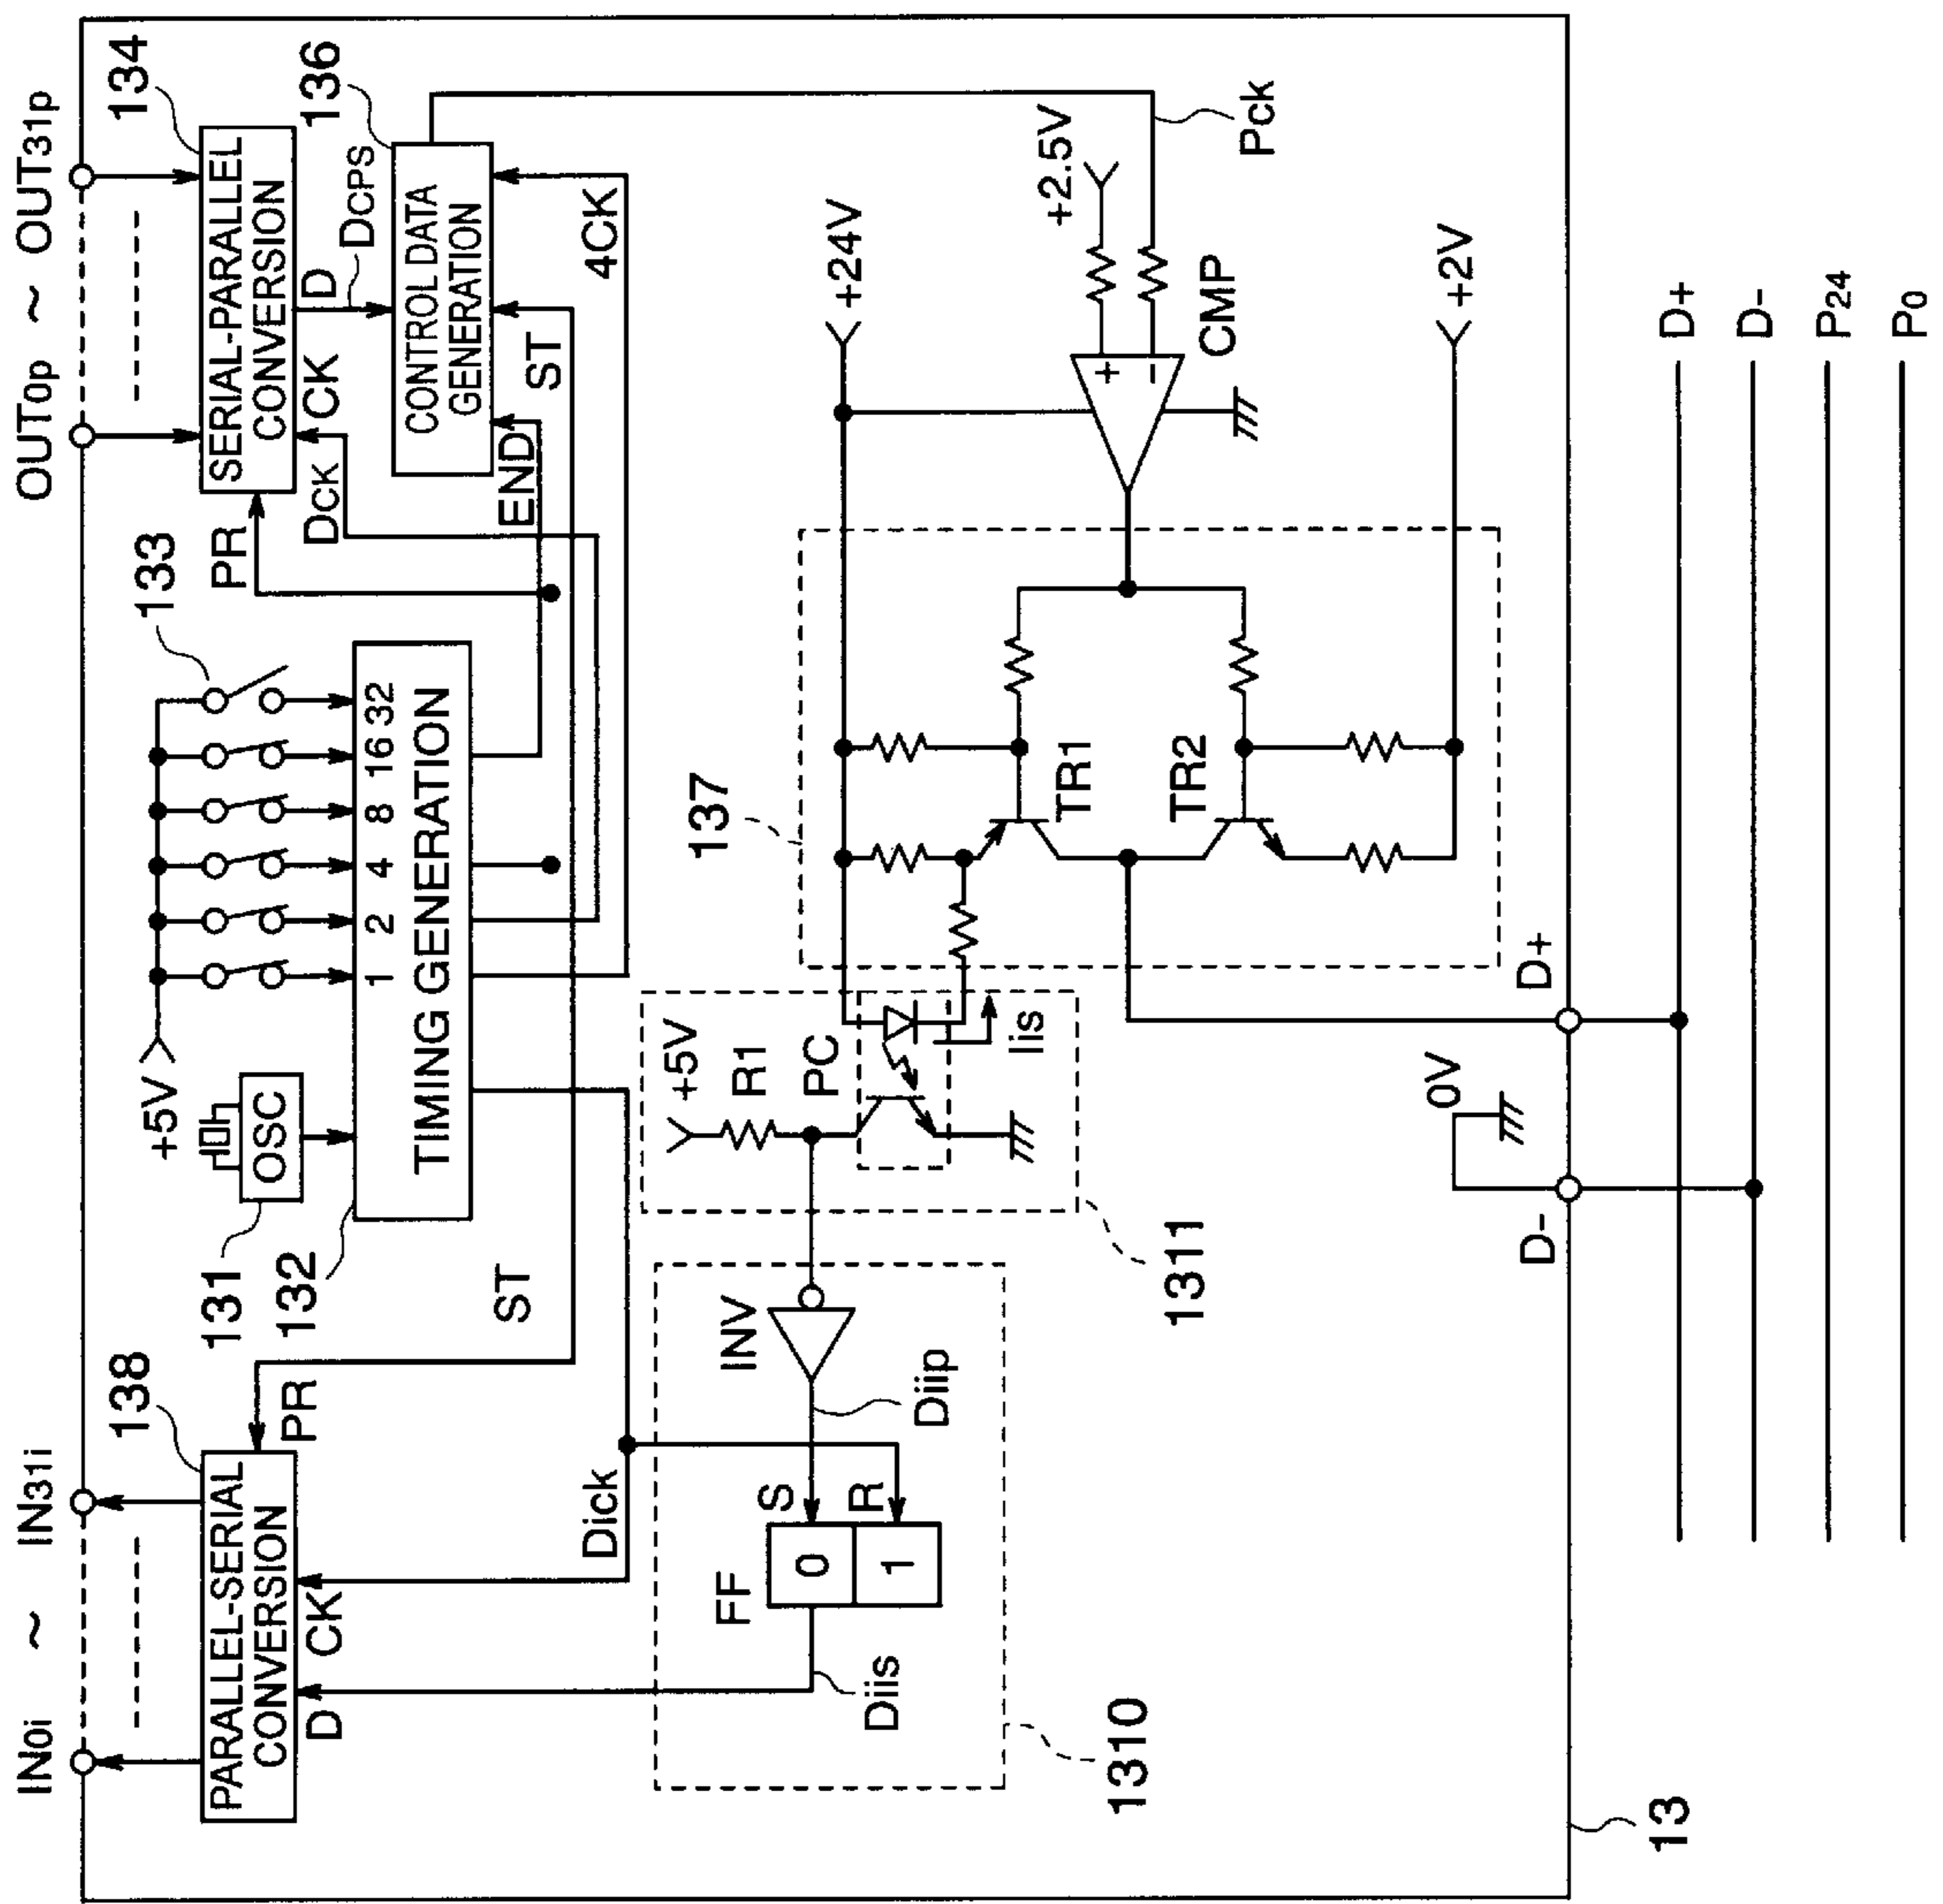 IN0i ~ IN31i
OUT0p ~ OUT31p
138
PARALLEL-SERIAL
CONVERSION
PR
D
CK
131
OSC
132
+5V
133
1 2 4 8 16 32
TIMING GENERATION
134
SERIAL-PARALLEL
CONVERSION
PR
DCK
CK
D
DCPS
136
CONTROL DATA
GENERATION
END
ST
4CK
ST
Dick
1310
FF
0
1
S
R
INV
Diip
Diis
1311
+5V
R1
PC
Iis
137
TR1
TR2
+24V
+2.5V
+
-
CMP
Pck
+2V
0V
D-
D+
13
D+
D-
P24
P0